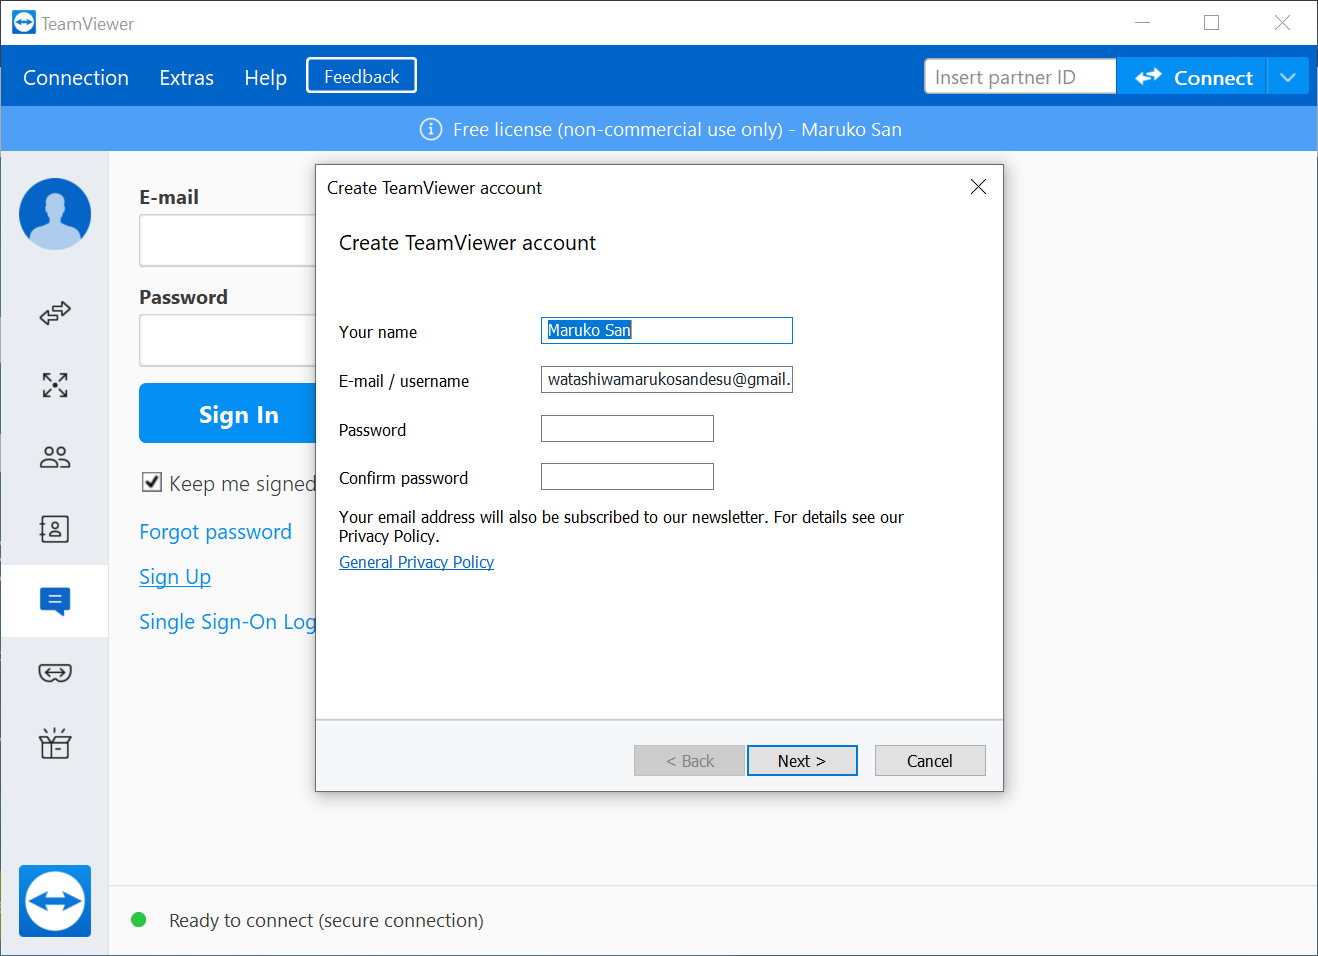 TeamViewer
Connection Extras Help Feedback
Insert partner ID Connect
Free license (non-commercial use only) - Maruko San
E-mail
Password
Sign In
Keep me signed
Forgot password
Sign Up
Single Sign-On Log
Create TeamViewer account
Create TeamViewer account
Your name Maruko San
E-mail / username watashiwamarukosandesu@gmail.
Password
Confirm password
Your email address will also be subscribed to our newsletter. For details see our
Privacy Policy.
General Privacy Policy
< Back Next > Cancel
Ready to connect (secure connection)